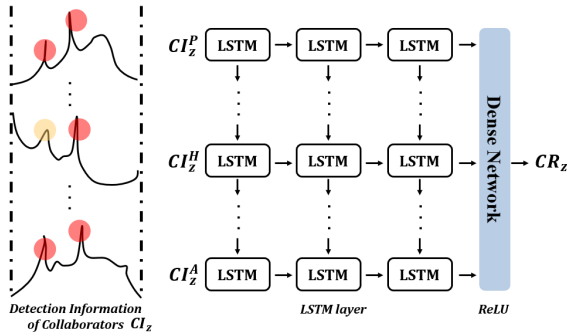 CI_z^P LSTM LSTM LSTM
CI_z^H LSTM LSTM LSTM
CI_z^A LSTM LSTM LSTM
Dense Network
CR_z
Detection Information
of Collaborators CI_z
LSTM layer
ReLU